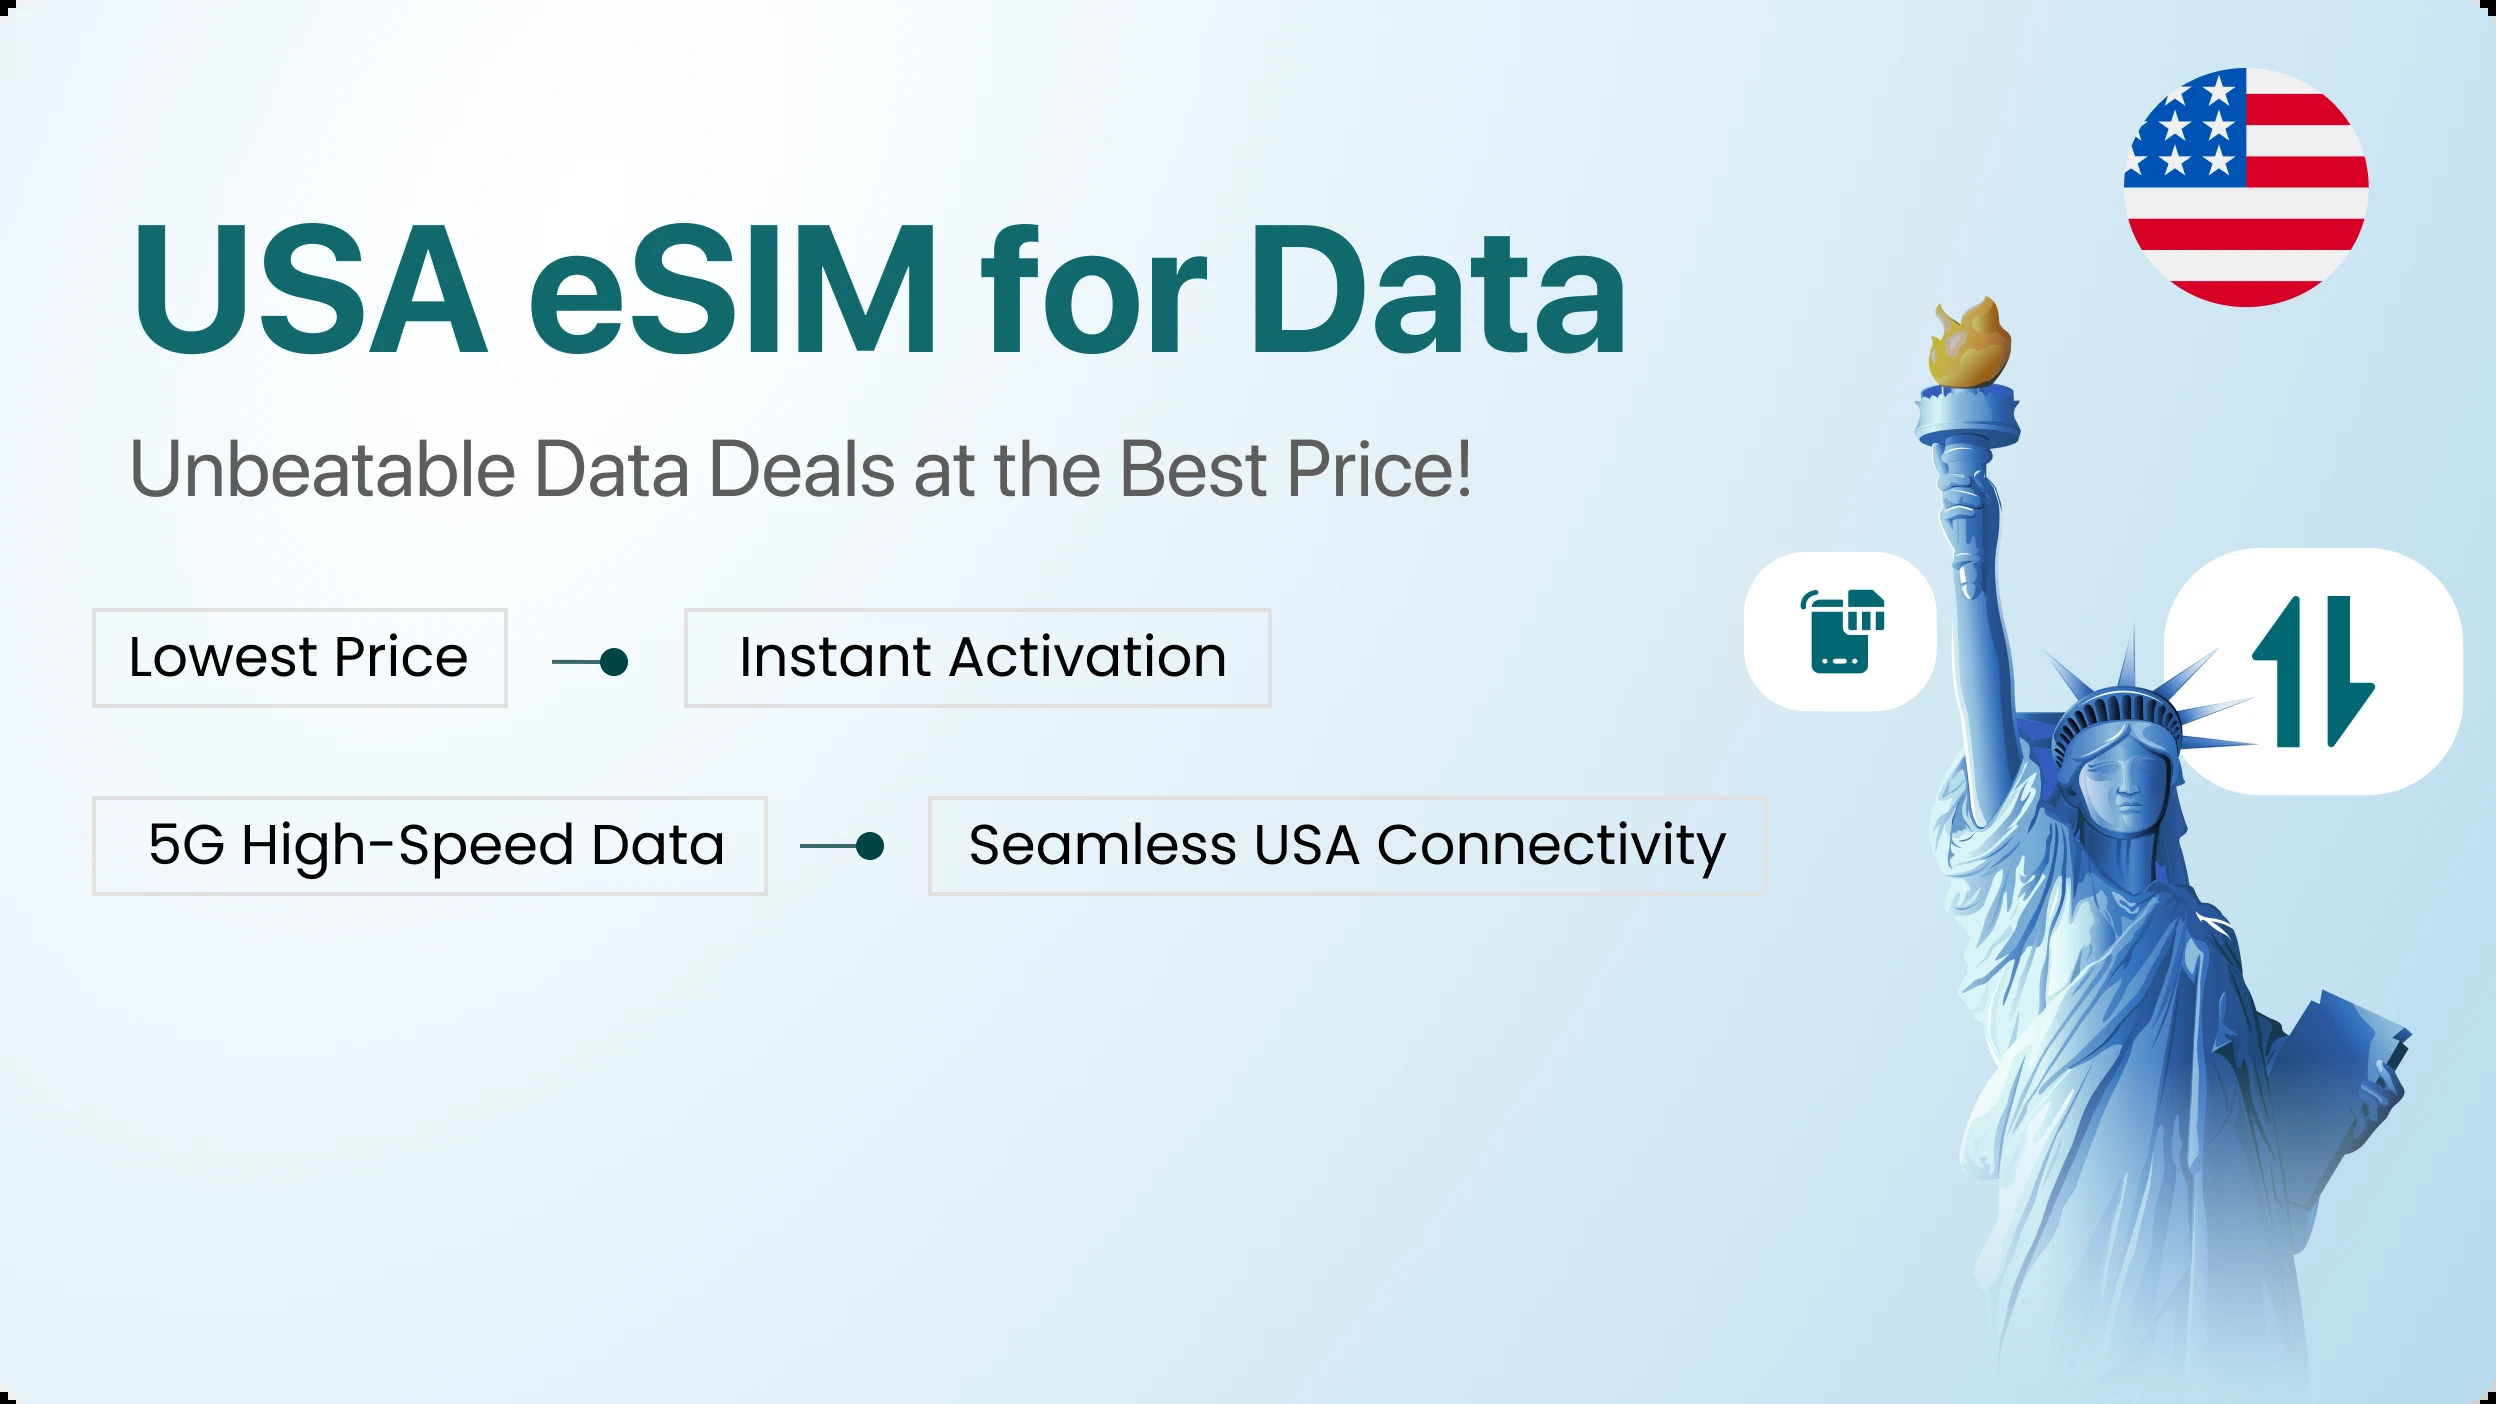 USA eSIM for Data
Unbeatable Data Deals at the Best Price!
Lowest Price
Instant Activation
5G High-Speed Data
Seamless USA Connectivity